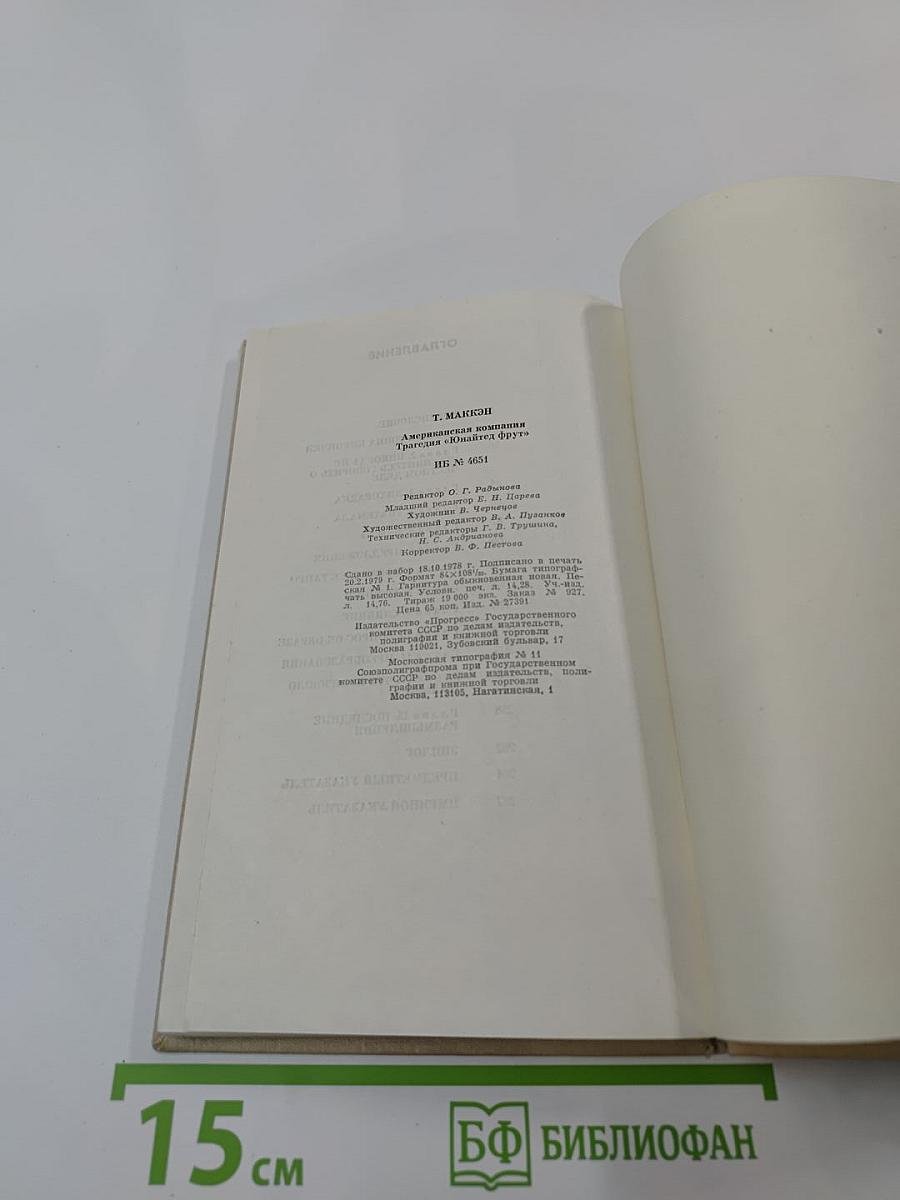 Т. МАККЭН
Американская компания
Трагедия «Юнайтед фрут»
ИБ № 4651
Редактор О. Г. Радынова
Младший редактор Е. Н. Царева
Художник В. Чернецов
Художественный редактор В. А. Пузанков
Технические редакторы Г. В. Трушина,
Н. С. Андрианова
Корректор В. Ф. Пестова
Сдано в набор 18.10.1978 г. Подписано в печать
20.2.1979 г. Формат 84×108¹/₃₂. Бумага типограф-
ская № 1. Гарнитура обыкновенная новая. Пе-
чать высокая. Условн. печ. л. 14,28. Уч.-изд.
л. 14,76. Тираж 19 000 экз. Заказ № 927.
Цена 65 коп. Изд. № 27391
Издательство «Прогресс» Государственного
комитета СССР по делам издательств,
полиграфии и книжной торговли
Москва 119021, Зубовский бульвар, 17
Московская типография № 11
Союзполиграфпрома при Государственном
комитете СССР по делам издательств, поли-
графии и книжной торговли
Москва, 113105, Нагатинская, 1
15 см
БФ БИБЛИОФАН